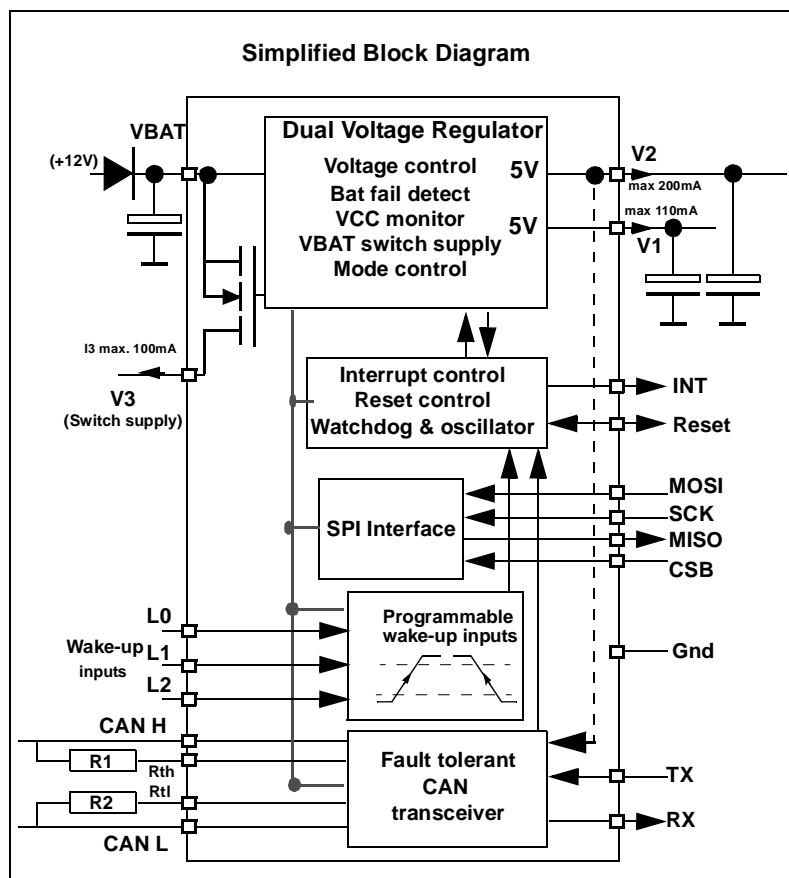 Simplified Block Diagram
VBAT
(+12V)
Dual Voltage Regulator
Voltage control
Bat fail detect
VCC monitor
VBAT switch supply
Mode control
5V
5V
V2
max 200mA
max 110mA
V1
I3 max. 100mA
V3
(Switch supply)
Interrupt control
Reset control
Watchdog & oscillator
INT
Reset
SPI Interface
MOSI
SCK
MISO
CSB
L0
Wake-up
inputs
L1
L2
Programmable
wake-up inputs
Gnd
CAN H
R1
Rth
Rtl
R2
CAN L
Fault tolerant
CAN
transceiver
TX
RX